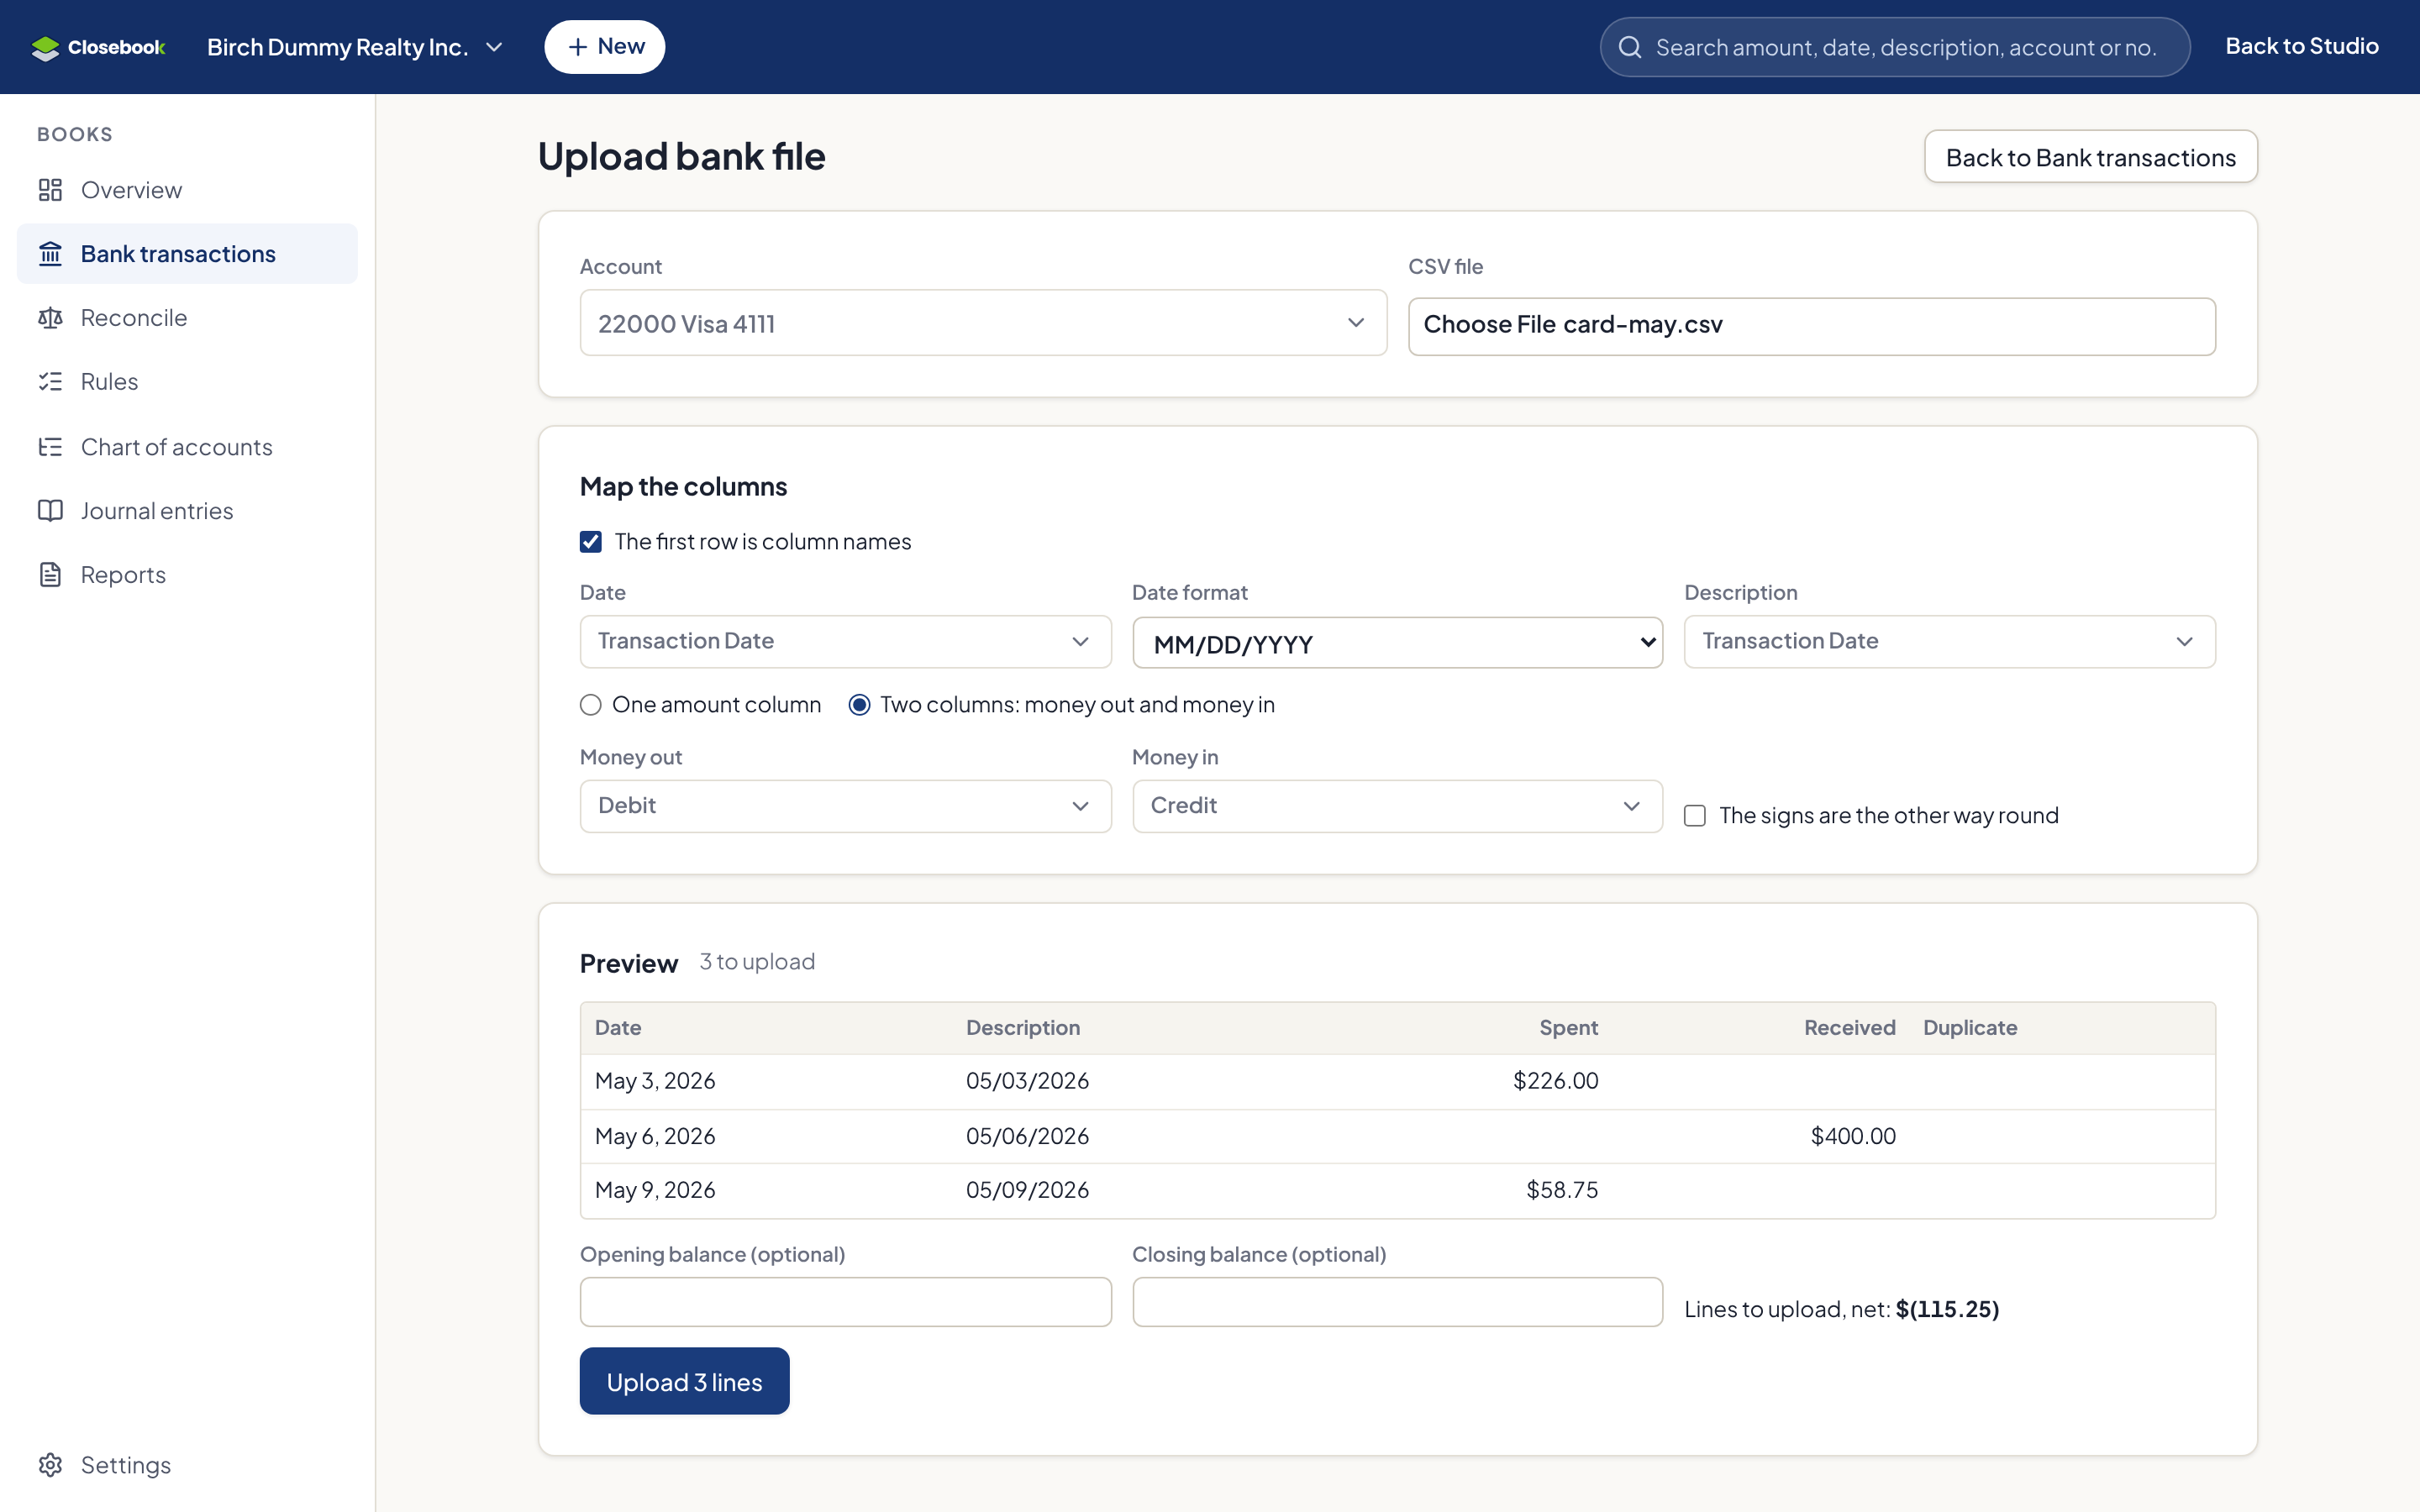 Closebook
Birch Dummy Realty Inc.
+ New
Search amount, date, description, account or no.
Back to Studio
BOOKS
Overview
Bank transactions
Reconcile
Rules
Chart of accounts
Journal entries
Reports
Settings
Upload bank file
Back to Bank transactions
Account
CSV file
22000 Visa 4111
Choose File card-may.csv
Map the columns
The first row is column names
Date
Date format
Description
Transaction Date
MM/DD/YYYY
Transaction Date
One amount column
Two columns: money out and money in
Money out
Money in
Debit
Credit
The signs are the other way round
Preview 3 to upload
Date Description Spent Received Duplicate
May 3, 2026 05/03/2026 $226.00
May 6, 2026 05/06/2026 $400.00
May 9, 2026 05/09/2026 $58.75
Opening balance (optional)
Closing balance (optional)
Lines to upload, net: $(115.25)
Upload 3 lines